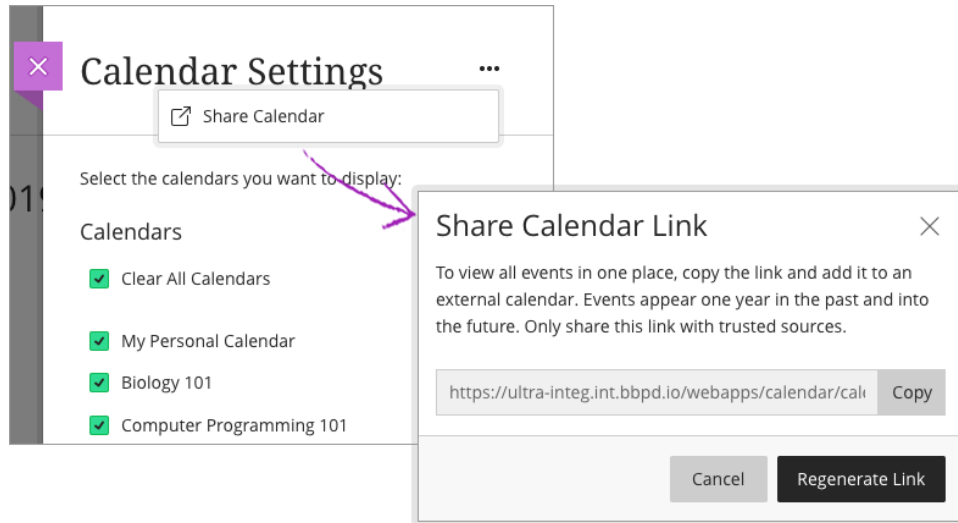 Calendar Settings
Share Calendar
Select the calendars you want to display:
Calendars
Clear All Calendars
My Personal Calendar
Biology 101
Computer Programming 101
Share Calendar Link
To view all events in one place, copy the link and add it to an
external calendar. Events appear one year in the past and into
the future. Only share this link with trusted sources.
https://ultra-integ.int.bbpd.io/webapps/calendar/cal
Copy
Cancel
Regenerate Link